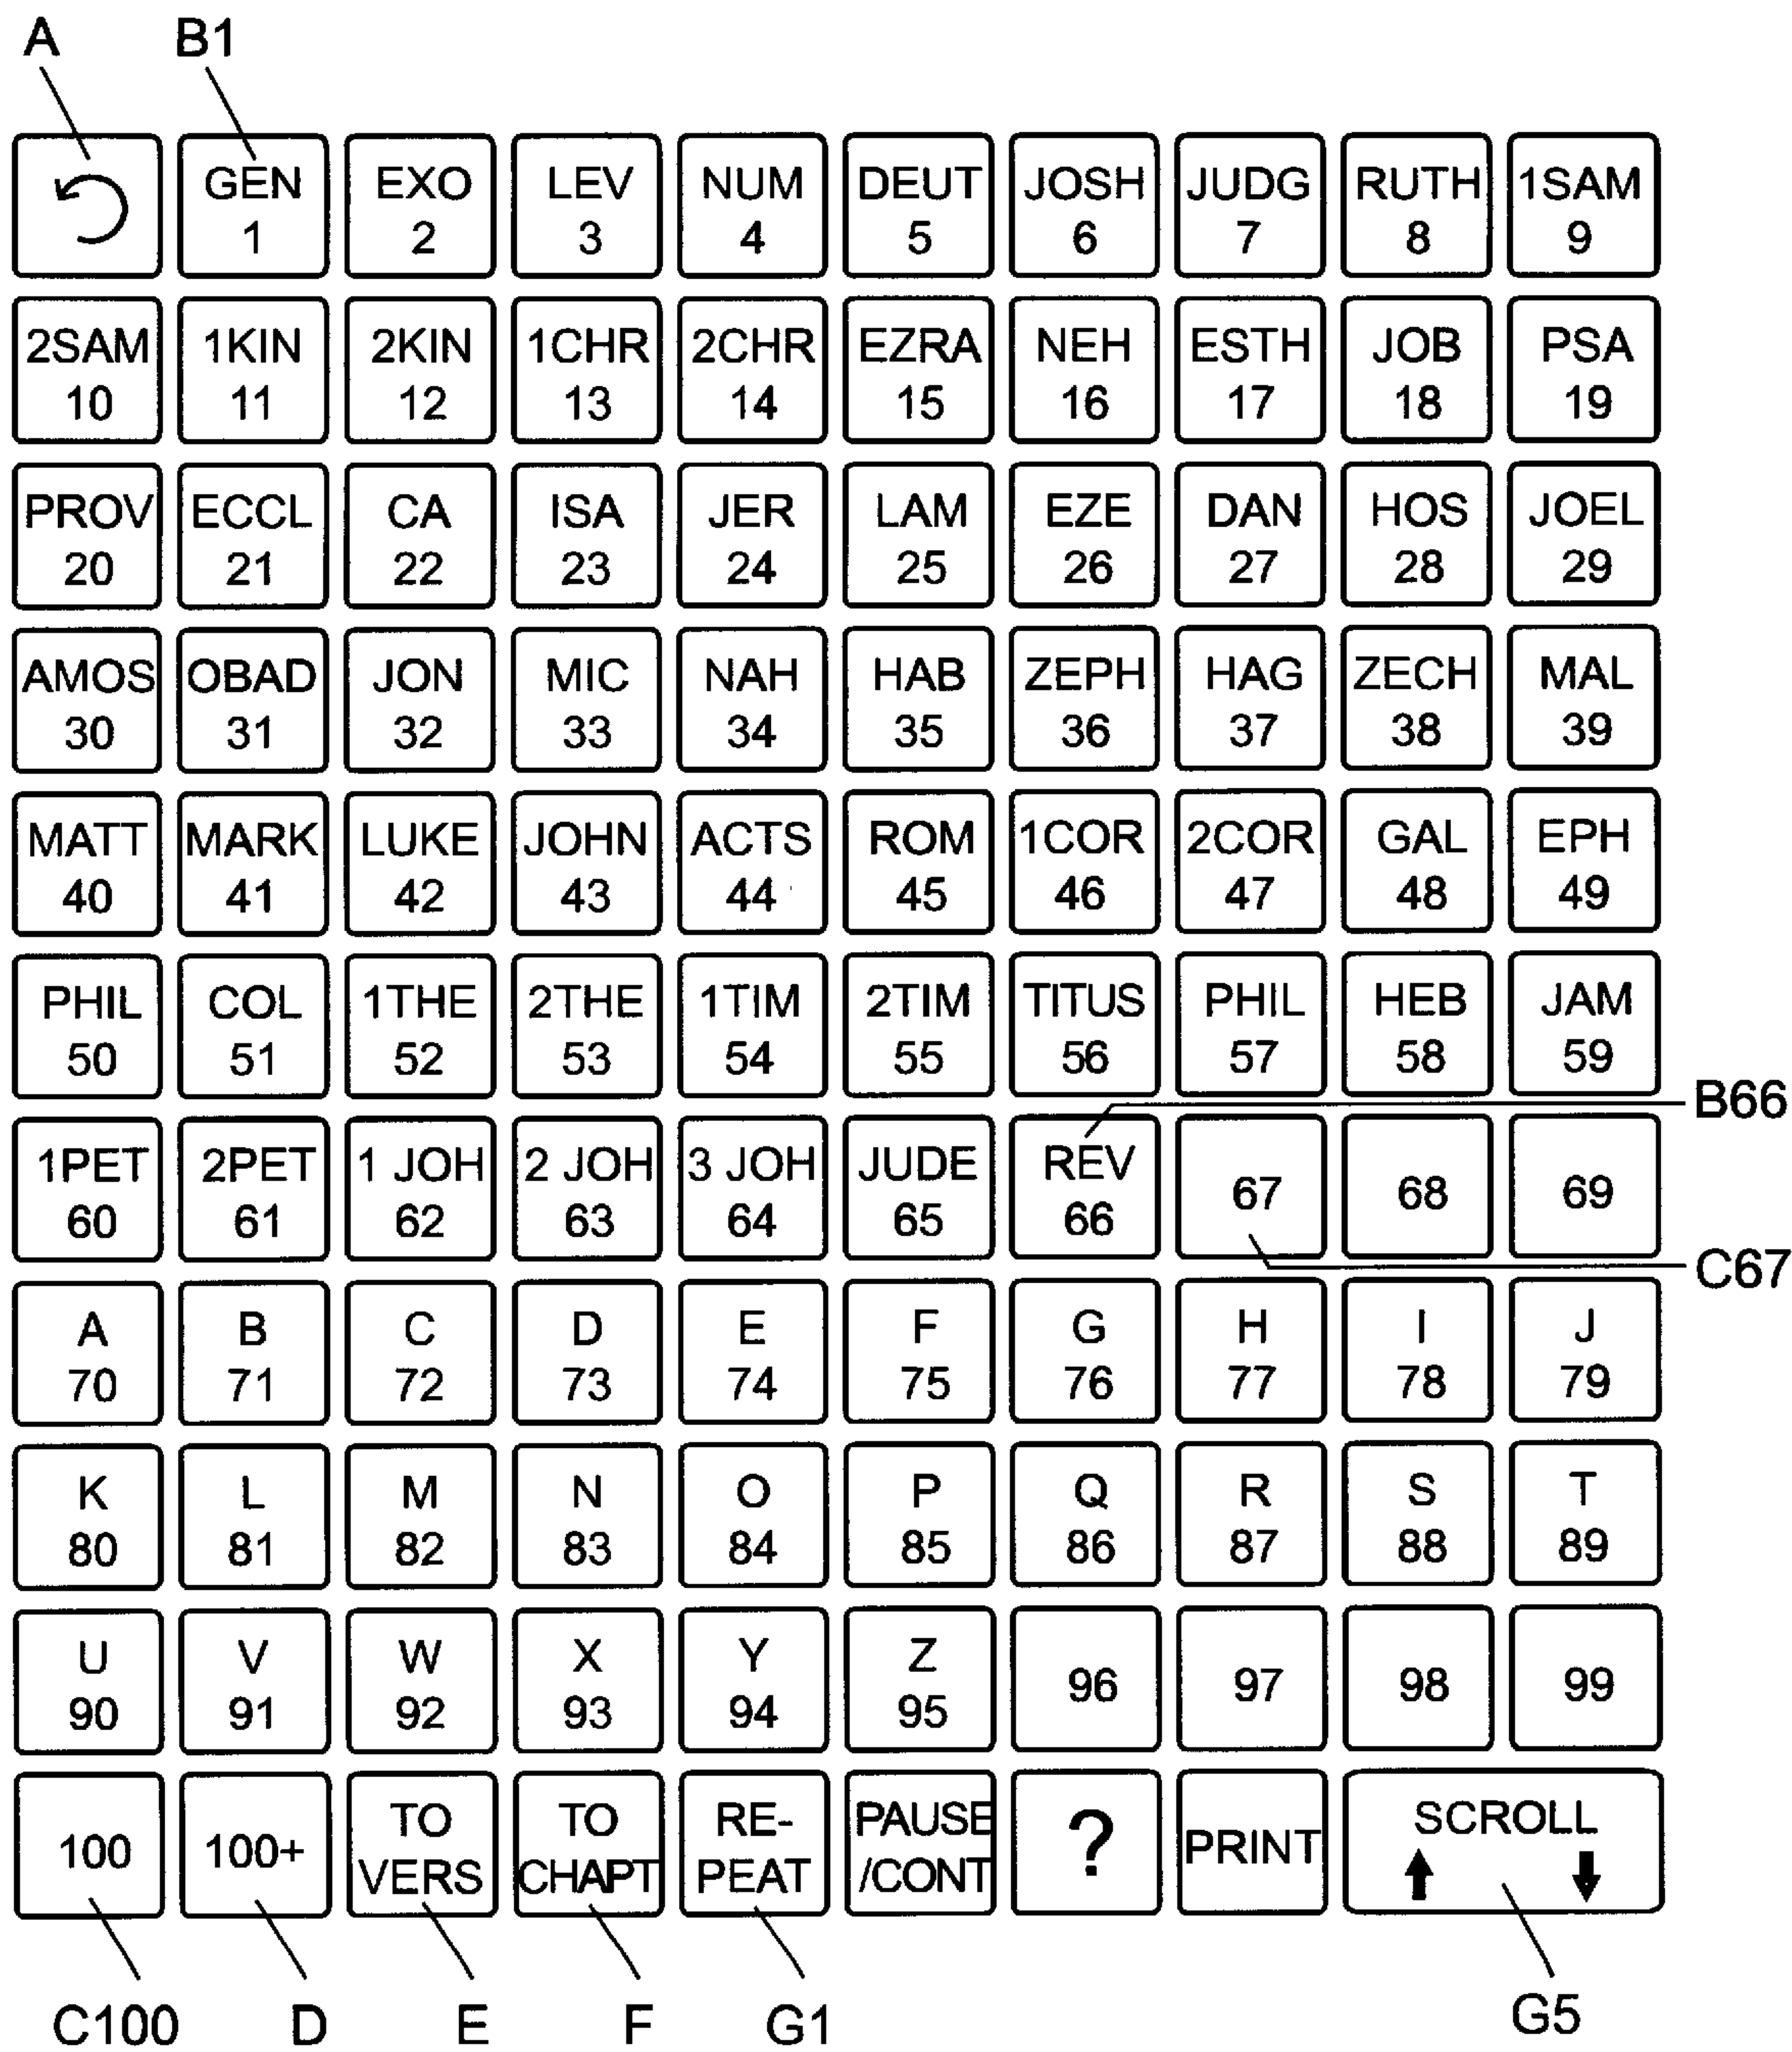 A B1
GEN EXO LEV NUM DEUT JOSH JUDG RUTH 1SAM
1 2 3 4 5 6 7 8 9
2SAM 1KIN 2KIN 1CHR 2CHR EZRA NEH ESTH JOB PSA
10 11 12 13 14 15 16 17 18 19
PROV ECCL CA ISA JER LAM EZE DAN HOS JOEL
20 21 22 23 24 25 26 27 28 29
AMOS OBAD JON MIC NAH HAB ZEPH HAG ZECH MAL
30 31 32 33 34 35 36 37 38 39
MATT MARK LUKE JOHN ACTS ROM 1COR 2COR GAL EPH
40 41 42 43 44 45 46 47 48 49
PHIL COL 1THE 2THE 1TIM 2TIM TITUS PHIL HEB JAM
50 51 52 53 54 55 56 57 58 59
B66
1PET 2PET 1 JOH 2 JOH 3 JOH JUDE REV
60 61 62 63 64 65 66 67 68 69
C67
A B C D E F G H I J
70 71 72 73 74 75 76 77 78 79
K L M N O P Q R S T
80 81 82 83 84 85 86 87 88 89
U V W X Y Z
90 91 92 93 94 95 96 97 98 99
TO TO RE- PAUSE SCROLL
100 100+ VERS CHAPT PEAT /CONT ? PRINT
C100 D E F G1 G5